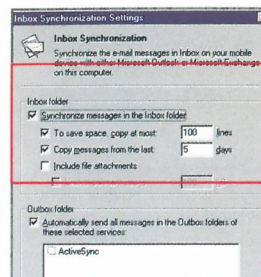 Inbox Synchronization Settings
Inbox Synchronization
Synchronize the e-mail messages in Inbox on your mobile
device with either Microsoft Outlook or Microsoft Exchange
on this computer.
Inbox folder
Synchronize messages in the Inbox folder
To save space, copy at most: 100 lines
Copy messages from the last: 5 days
Include file attachments
Outbox folder
Automatically send all messages in the Outbox folders of
these selected services:
ActiveSync